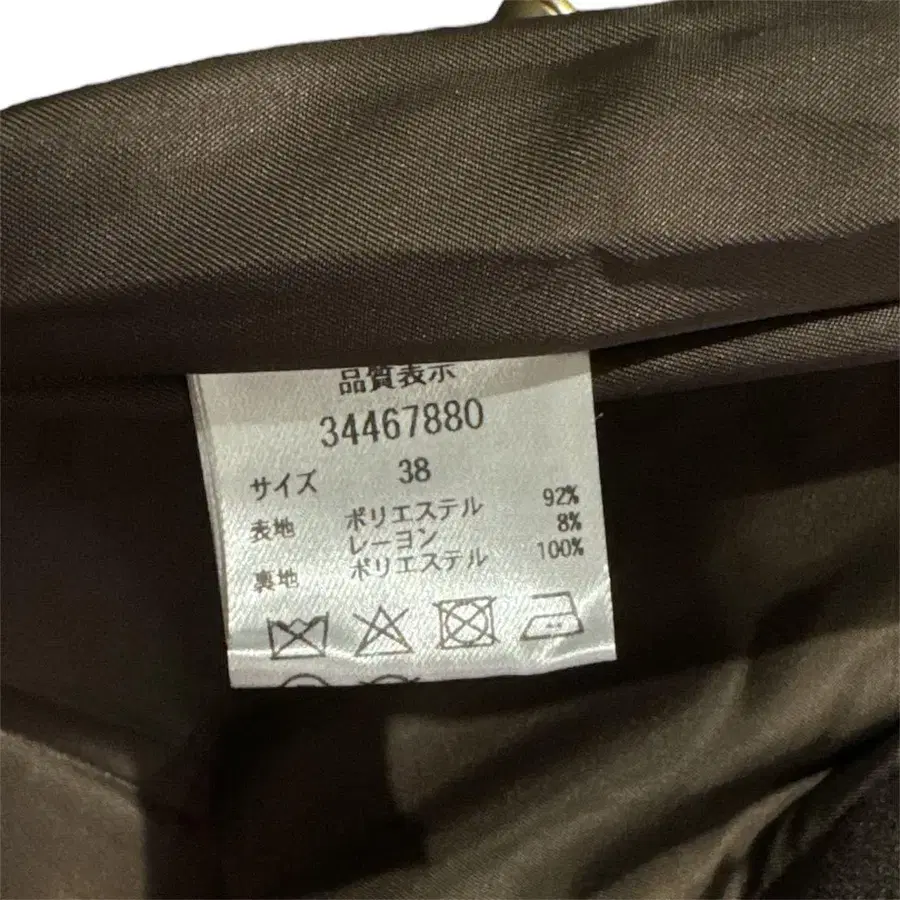 品質表示
34467880
サイズ 38
表地 ポリエステル 92%
レーヨン 8%
裏地 ポリエステル 100%